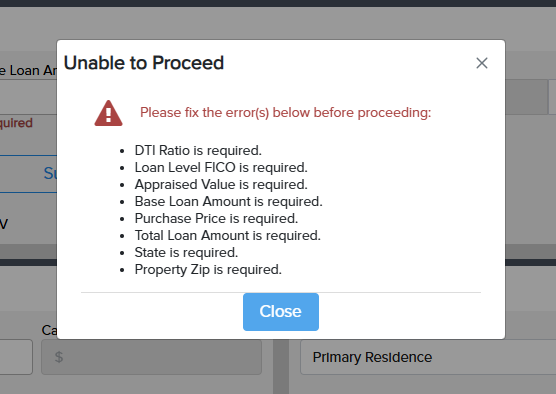 Unable to Proceed
e Loan Ar
Please fix the error(s) below before proceeding:
quired
DTI Ratio is required.
Loan Level FICO is required.
Su
Appraised Value is required.
Base Loan Amount is required.
V
Purchase Price is required.
Total Loan Amount is required.
State is required.
Property Zip is required.
Close
Ca
$
Primary Residence